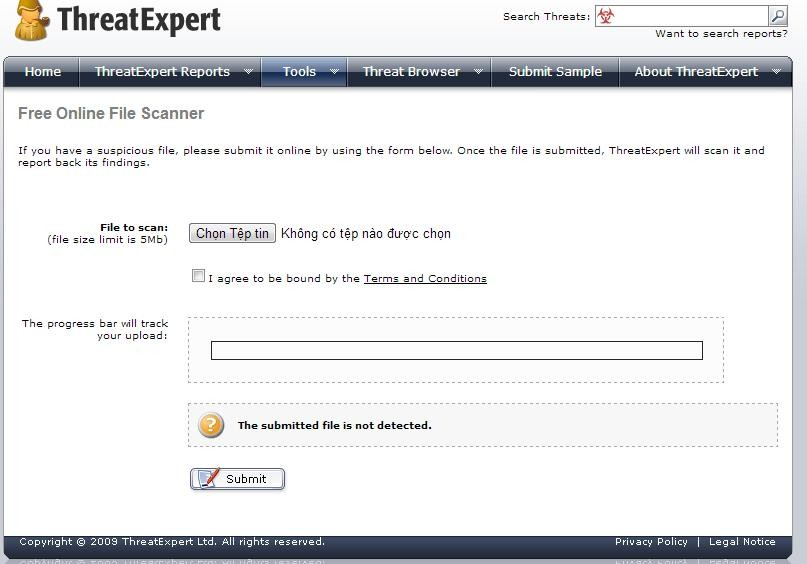 ThreatExpert
Search Threats:
Want to search reports?
Home ThreatExpert Reports Tools Threat Browser Submit Sample About ThreatExpert
Free Online File Scanner
If you have a suspicious file, please submit it online by using the form below. Once the file is submitted, ThreatExpert will scan it and
report back its findings.
File to scan:
(file size limit is 5Mb)
Chọn Tệp tin Không có tệp nào được chọn
I agree to be bound by the Terms and Conditions
The progress bar will track
your upload:
The submitted file is not detected.
Submit
Copyright © 2009 ThreatExpert Ltd. All rights reserved. Privacy Policy | Legal Notice